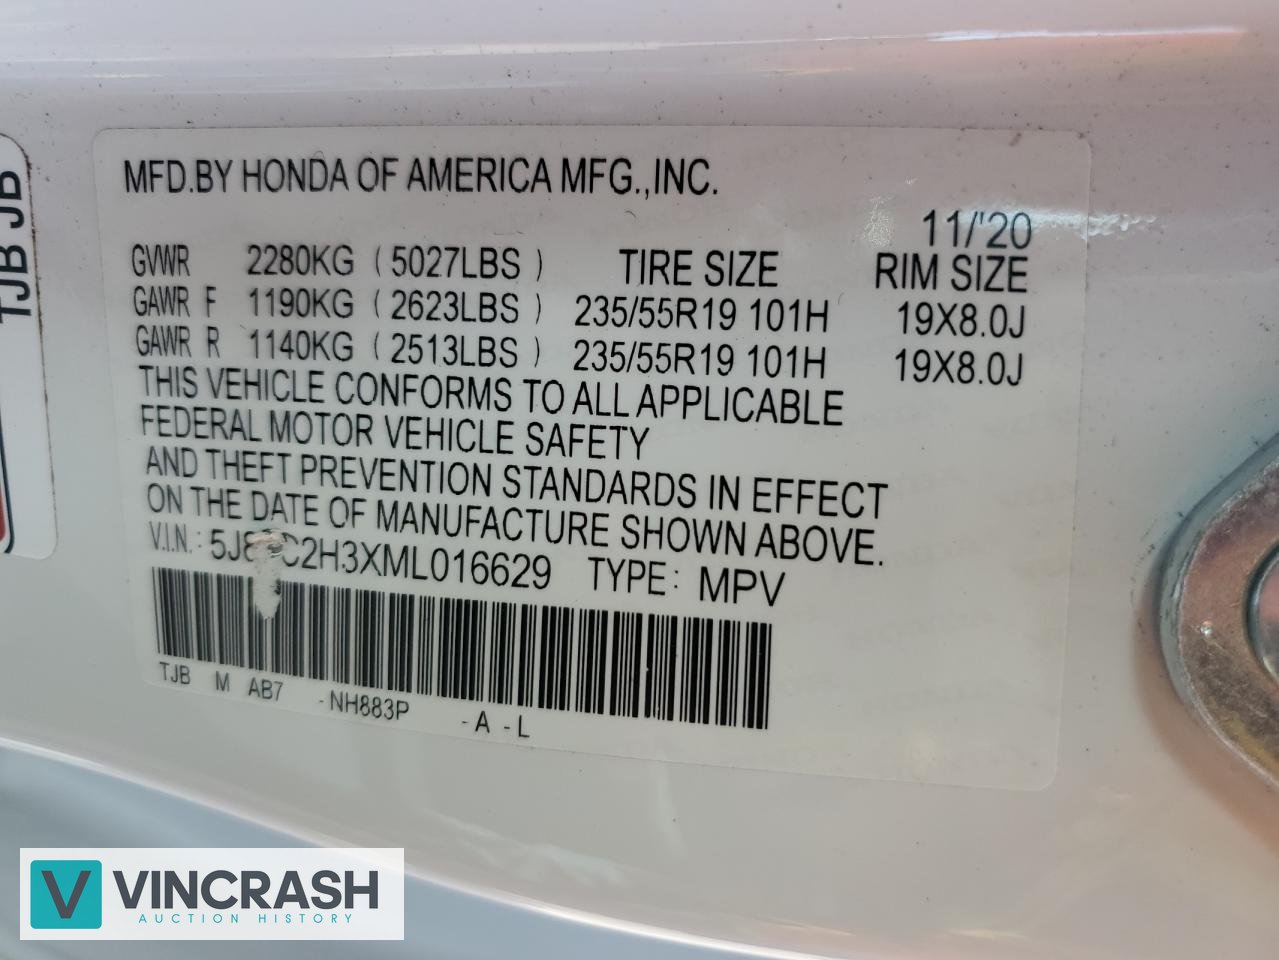 TJB JB
MFD.BY HONDA OF AMERICA MFG.,INC.
11/'20
GVWR 2280KG ( 5027LBS ) TIRE SIZE RIM SIZE
GAWR F 1190KG ( 2623LBS ) 235/55R19 101H 19X8.0J
GAWR R 1140KG ( 2513LBS ) 235/55R19 101H 19X8.0J
THIS VEHICLE CONFORMS TO ALL APPLICABLE
FEDERAL MOTOR VEHICLE SAFETY
AND THEFT PREVENTION STANDARDS IN EFFECT
ON THE DATE OF MANUFACTURE SHOWN ABOVE.
V.I.N.: TYPE: MPV
TJB M AB7 -NH883P -A -L
V VINCRASH
AUCTION HISTORY